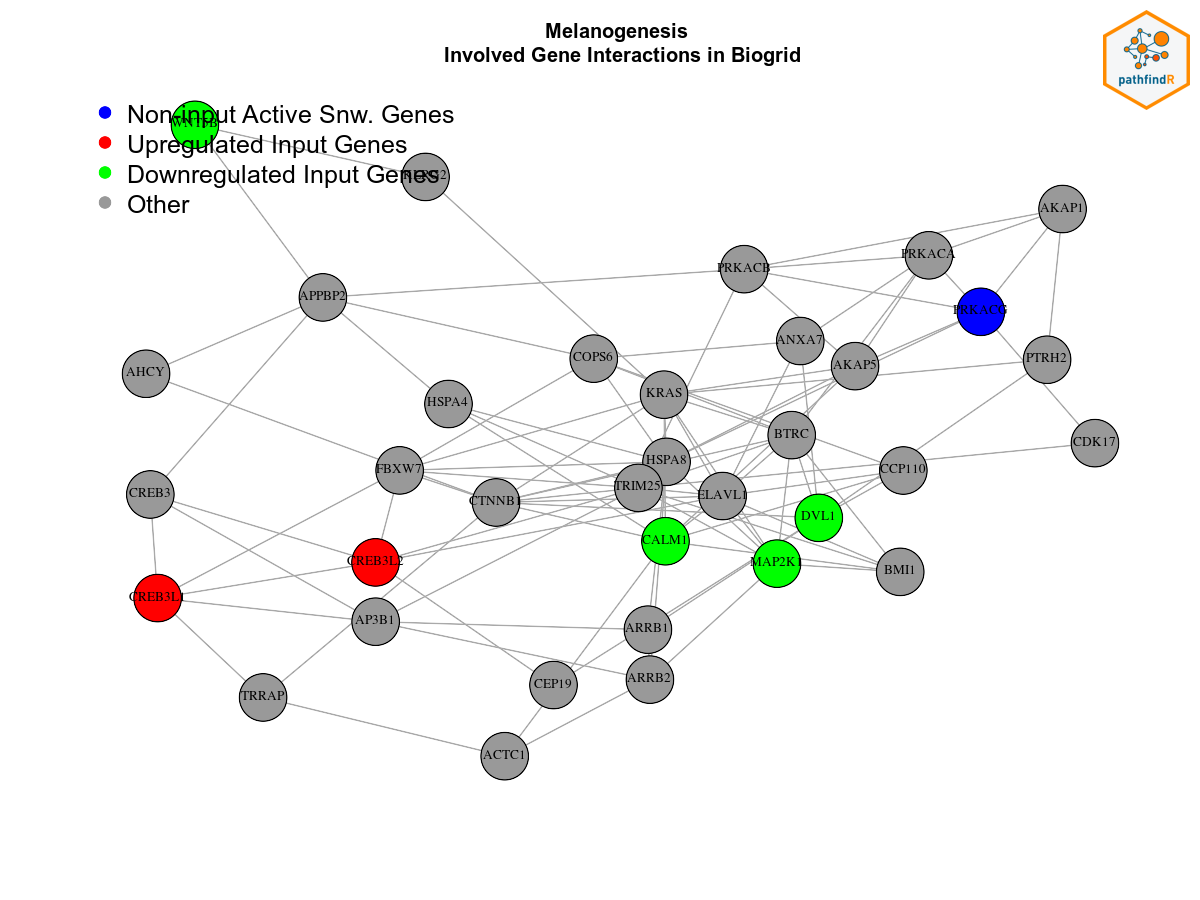 Melanogenesis
Involved Gene Interactions in Biogrid
pathfindR
Non-input Active Snw. Genes
WNT5B
Upregulated Input Genes
Downregulated Input Genes
Other
AKAP1
PRKACA
PRKACB
APPBP2
PRKACG
ANXA7
COPS6
PTRH2
AKAP5
AHCY
KRAS
HSPA4
BTRC
CDK17
HSPA8
FBXW7
CCP110
TRIM25
CREB3
ELAVL1
CTNNB1
DVL1
CALM1
CREB3L2
MAP2K1
BMI1
CREB3L1
AP3B1
ARRB1
ARRB2
CEP19
TRRAP
ACTC1